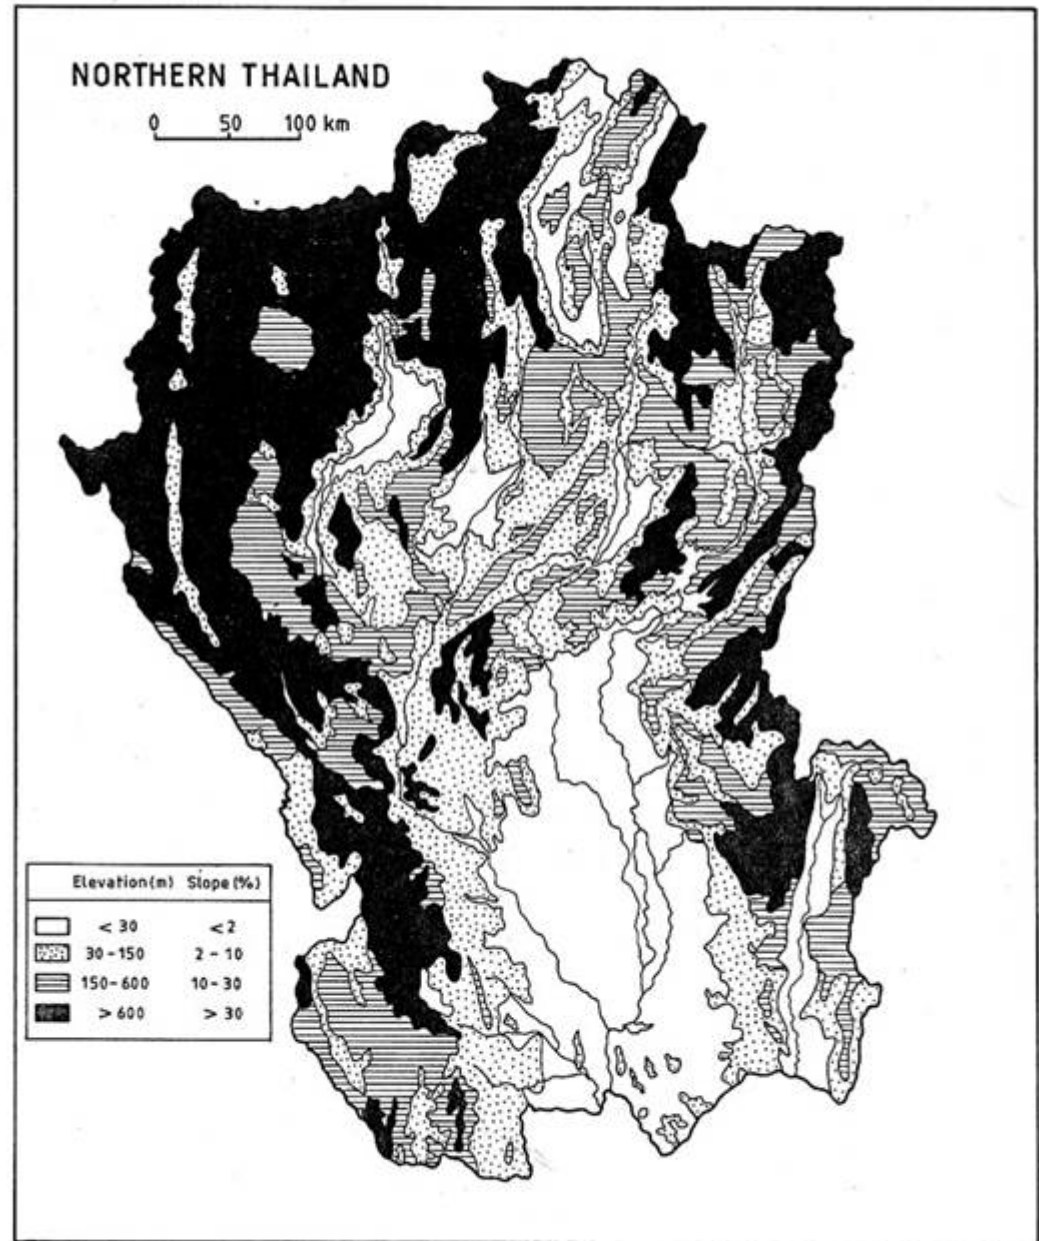 NORTHERN THAILAND
0 50 100 km
Elevation(m) Slope(%)
< 30 < 2
30-150 2 - 10
150-600 10 - 30
> 600 > 30